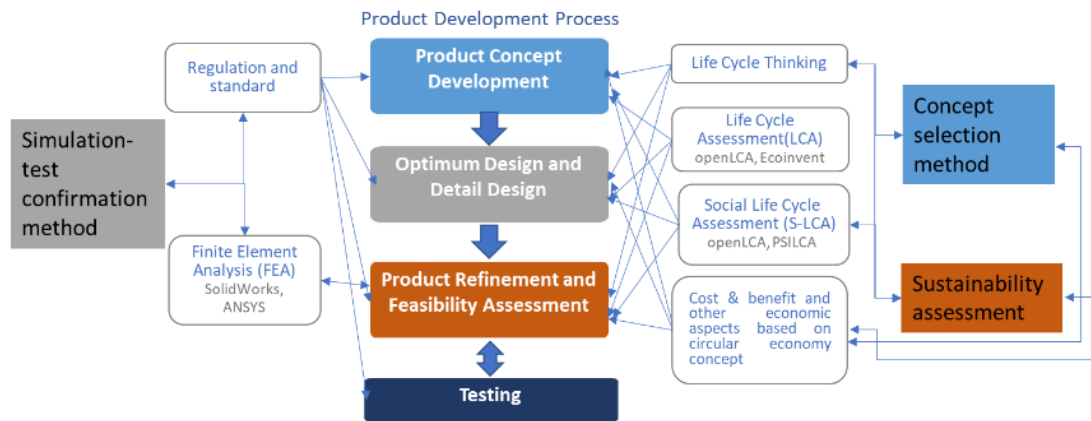 Product Development Process
Regulation and
standard
Simulation-
test
confirmation
method
Finite Element
Analysis (FEA)
SolidWorks,
ANSYS
Product Concept
Development
Optimum Design and
Detail Design
Product Refinement and
Feasibility Assessment
Testing
Life Cycle Thinking
Life Cycle
Assessment(LCA)
openLCA, Ecoinvent
Social Life Cycle
Assessment (S-LCA)
openLCA, PSILCA
Cost & benefit and
other economic
aspects based on
circular economy
concept
Concept
selection
method
Sustainability
assessment